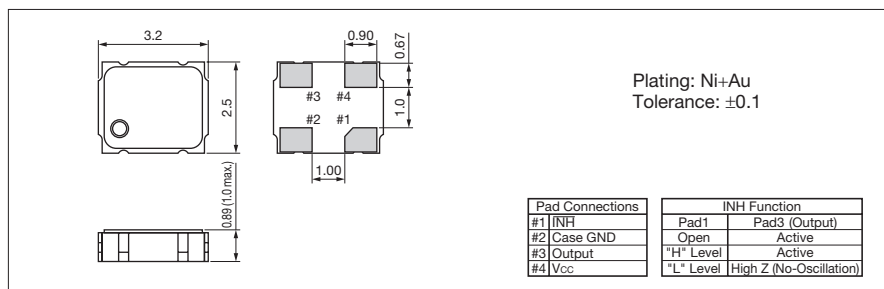 3.2
2.5
0.89 (1.0 max.)
0.90
0.67
1.0
#3 #4
#2 #1
1.00
Plating: Ni+Au
Tolerance: ±0.1
Pad Connections
#1 INH
#2 Case GND
#3 Output
#4 Vcc
INH Function
Pad1 Pad3 (Output)
Open Active
"H" Level Active
"L" Level High Z (No-Oscillation)